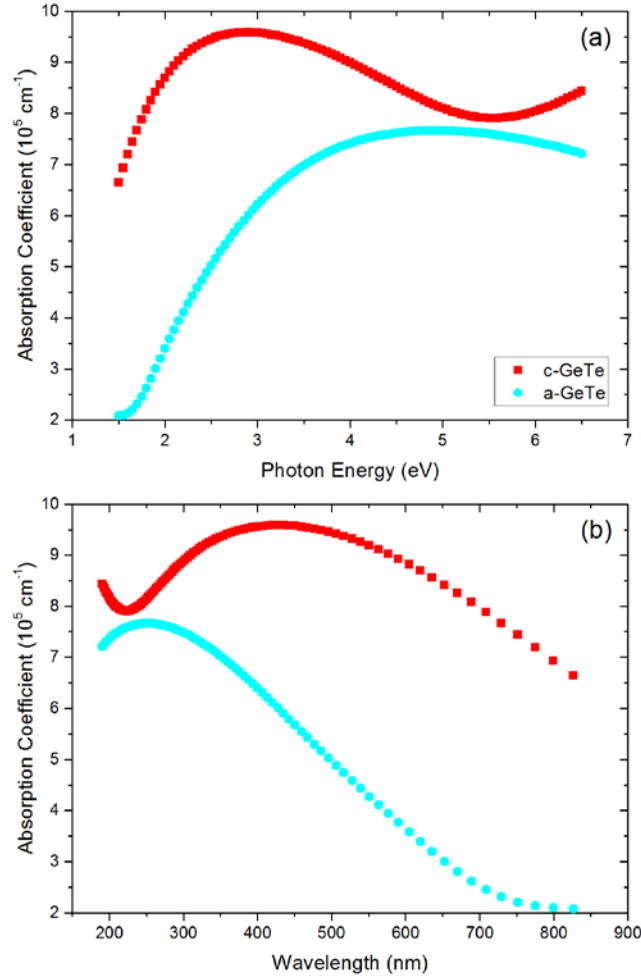 10
9
8
7
6
5
4
3
2
Absorption Coefficient (10⁵ cm⁻¹)
(a)
c-GeTe
a-GeTe
1 2 3 4 5 6 7
Photon Energy (eV)
10
9
8
7
6
5
4
3
2
Absorption Coefficient (10⁵ cm⁻¹)
(b)
200 300 400 500 600 700 800 900
Wavelength (nm)